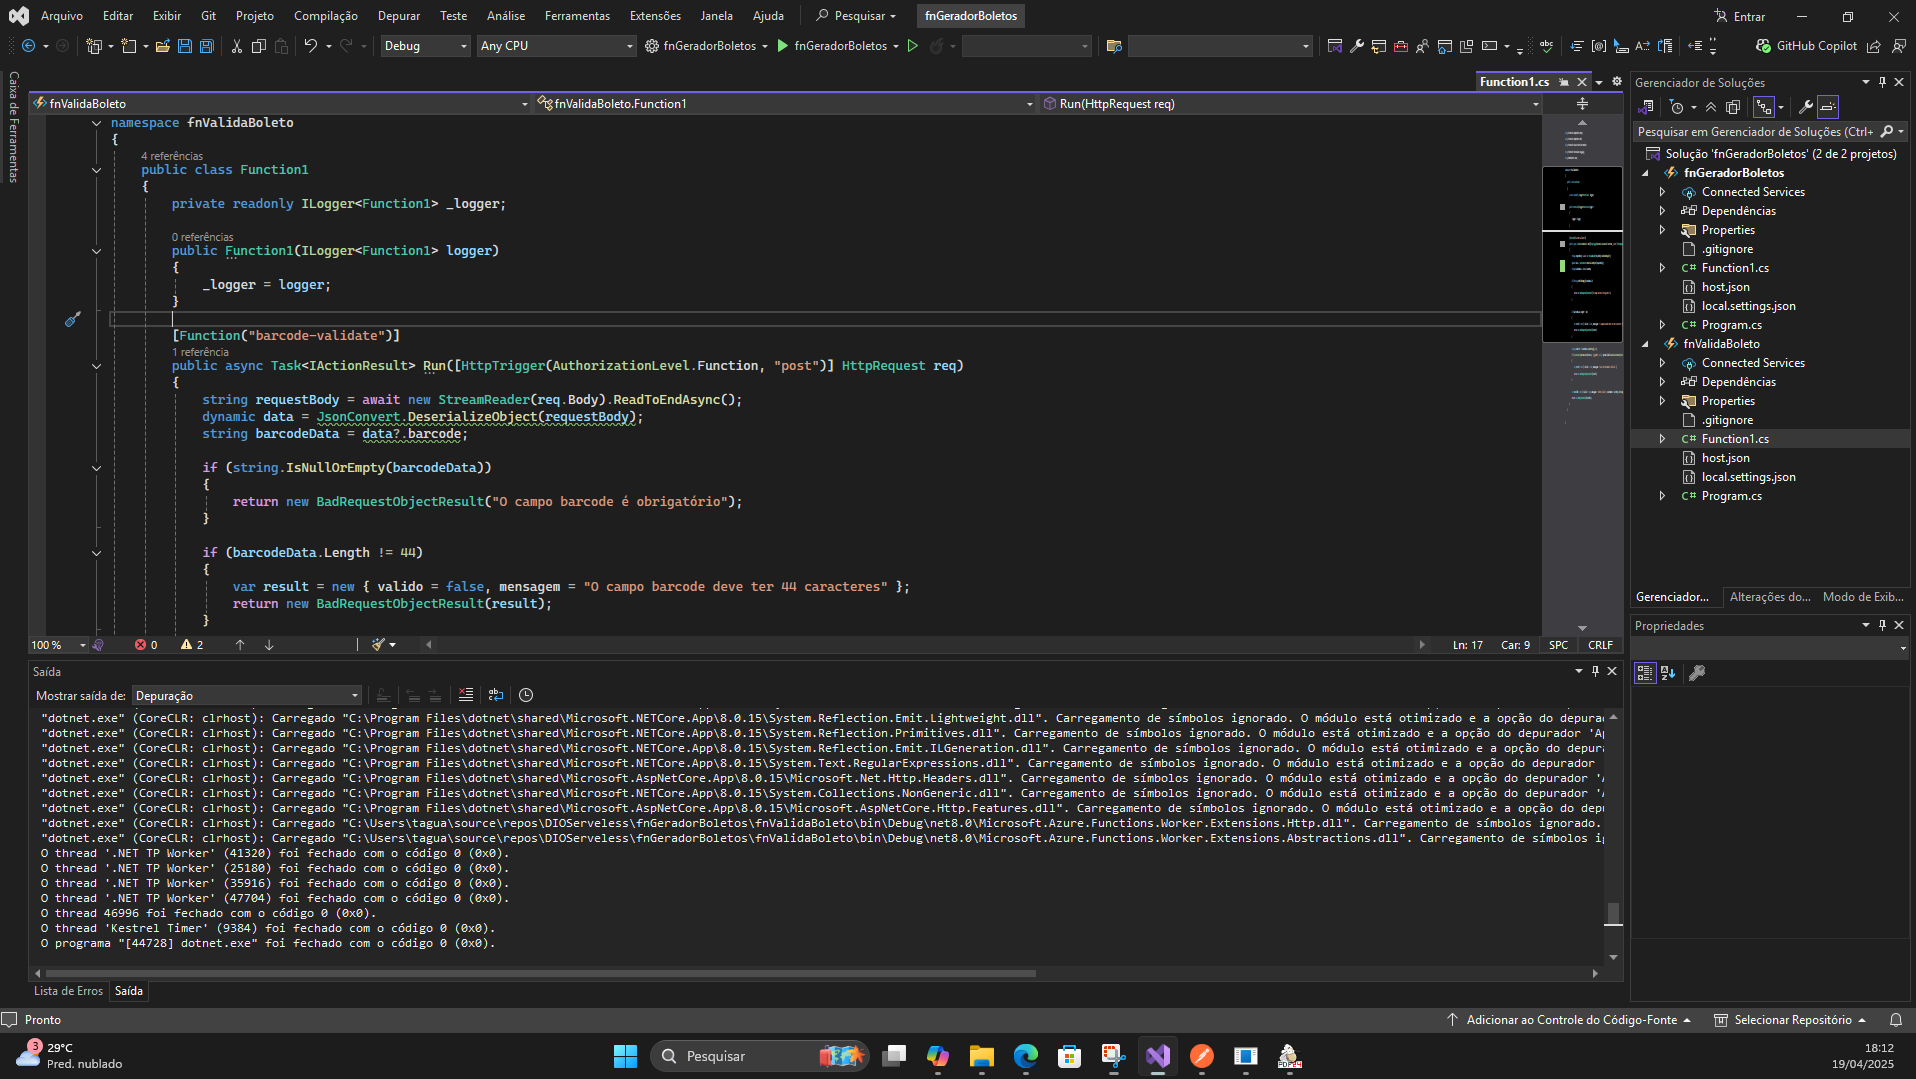 Arquivo Editar Exibir Git Projeto Compilação Depurar Teste Análise Ferramentas Extensões Janela Ajuda Pesquisar fnGeradorBoletos Entrar
Debug Any CPU fnGeradorBoletos fnGeradorBoletos GitHub Copilot
Caixa de Ferramentas
Function1.cs
fnValidaBoleto fnValidaBoleto.Function1 Run(HttpRequest req)
namespace fnValidaBoleto
{
4 referências
public class Function1
{
private readonly ILogger<Function1> _logger;
0 referências
public Function1(ILogger<Function1> logger)
{
_logger = logger;
}
[Function("barcode-validate")]
1 referência
public async Task<IActionResult> Run([HttpTrigger(AuthorizationLevel.Function, "post")] HttpRequest req)
{
string requestBody = await new StreamReader(req.Body).ReadToEndAsync();
dynamic data = JsonConvert.DeserializeObject(requestBody);
string barcodeData = data?.barcode;
if (string.IsNullOrEmpty(barcodeData))
{
return new BadRequestObjectResult("O campo barcode é obrigatório");
}
if (barcodeData.Length != 44)
{
var result = new { valido = false, mensagem = "O campo barcode deve ter 44 caracteres" };
return new BadRequestObjectResult(result);
}
100 % 0 2 Ln: 17 Car: 9 SPC CRLF
Saída
Mostrar saída de: Depuração
"dotnet.exe" (CoreCLR: clrhost): Carregado "C:\Program Files\dotnet\shared\Microsoft.NETCore.App\8.0.15\System.Reflection.Emit.Lightweight.dll". Carregamento de símbolos ignorado. O módulo está otimizado e a opção do depura
"dotnet.exe" (CoreCLR: clrhost): Carregado "C:\Program Files\dotnet\shared\Microsoft.NETCore.App\8.0.15\System.Reflection.Primitives.dll". Carregamento de símbolos ignorado. O módulo está otimizado e a opção do depurador 'Ap
"dotnet.exe" (CoreCLR: clrhost): Carregado "C:\Program Files\dotnet\shared\Microsoft.NETCore.App\8.0.15\System.Reflection.Emit.ILGeneration.dll". Carregamento de símbolos ignorado. O módulo está otimizado e a opção do depur
"dotnet.exe" (CoreCLR: clrhost): Carregado "C:\Program Files\dotnet\shared\Microsoft.NETCore.App\8.0.15\System.Text.RegularExpressions.dll". Carregamento de símbolos ignorado. O módulo está otimizado e a opção do depurador
"dotnet.exe" (CoreCLR: clrhost): Carregado "C:\Program Files\dotnet\shared\Microsoft.AspNetCore.App\8.0.15\Microsoft.Net.Http.Headers.dll". Carregamento de símbolos ignorado. O módulo está otimizado e a opção do depurador '
"dotnet.exe" (CoreCLR: clrhost): Carregado "C:\Program Files\dotnet\shared\Microsoft.NETCore.App\8.0.15\System.Collections.NonGeneric.dll". Carregamento de símbolos ignorado. O módulo está otimizado e a opção do depurador '
"dotnet.exe" (CoreCLR: clrhost): Carregado "C:\Program Files\dotnet\shared\Microsoft.AspNetCore.App\8.0.15\Microsoft.AspNetCore.Http.Features.dll". Carregamento de símbolos ignorado. O módulo está otimizado e a opção do dep
"dotnet.exe" (CoreCLR: clrhost): Carregado "C:\Users\tagua\source\repos\DIOServeless\fnGeradorBoletos\fnValidaBoleto\bin\Debug\net8.0\Microsoft.Azure.Functions.Worker.Extensions.Http.dll". Carregamento de símbolos ignorado.
"dotnet.exe" (CoreCLR: clrhost): Carregado "C:\Users\tagua\source\repos\DIOServeless\fnGeradorBoletos\fnValidaBoleto\bin\Debug\net8.0\Microsoft.Azure.Functions.Worker.Extensions.Abstractions.dll". Carregamento de símbolos ig
O thread '.NET TP Worker' (41320) foi fechado com o código 0 (0x0).
O thread '.NET TP Worker' (25180) foi fechado com o código 0 (0x0).
O thread '.NET TP Worker' (35916) foi fechado com o código 0 (0x0).
O thread '.NET TP Worker' (47704) foi fechado com o código 0 (0x0).
O thread 46996 foi fechado com o código 0 (0x0).
O thread 'Kestrel Timer' (9384) foi fechado com o código 0 (0x0).
O programa "[44728] dotnet.exe" foi fechado com o código 0 (0x0).
Lista de Erros Saída
Gerenciador de Soluções
Pesquisar em Gerenciador de Soluções (Ctrl+
Solução 'fnGeradorBoletos' (2 de 2 projetos)
fnGeradorBoletos
Connected Services
Dependências
Properties
.gitignore
C# Function1.cs
host.json
local.settings.json
C# Program.cs
fnValidaBoleto
Connected Services
Dependências
Properties
.gitignore
C# Function1.cs
host.json
local.settings.json
C# Program.cs
Gerenciador... Alterações do... Modo de Exib...
Propriedades
Pronto Adicionar ao Controle do Código-Fonte Selecionar Repositório
3 29°C
Pred. nublado
Pesquisar
18:12
19/04/2025